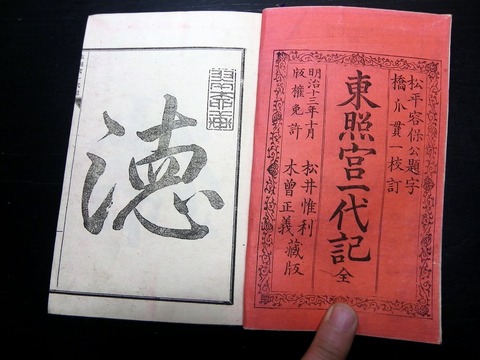 松平容保公題字
橋爪貫一校訂
東照宮一代記 全
明治十三年十月
版權免許
松井惟利
木曾正義
藏版
徳